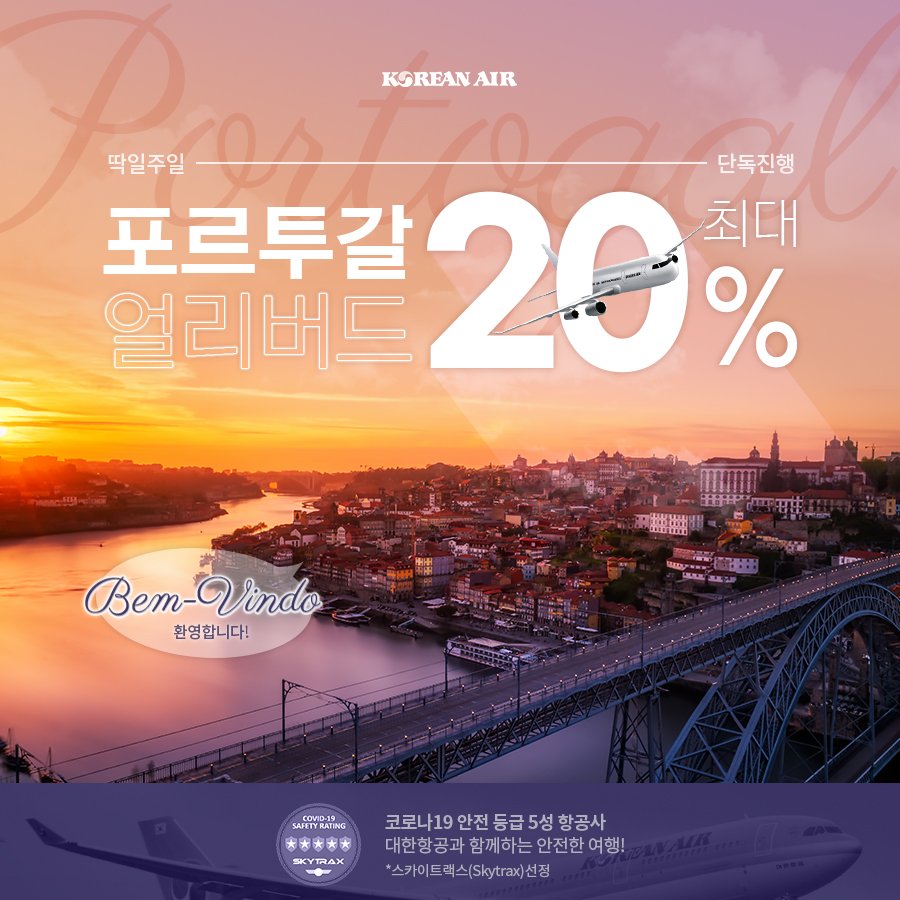 Portogal
KOREAN AIR
딱일주일
단독진행
포르투갈
얼리버드
20
최대
%
Bem-Vindo
환영합니다!
COVID-19
SAFETY RATING
SKYTRAX
코로나19 안전 등급 5성 항공사
대한항공과 함께하는 안전한 여행!
*스카이트랙스(Skytrax)선정
KOREAN AIR